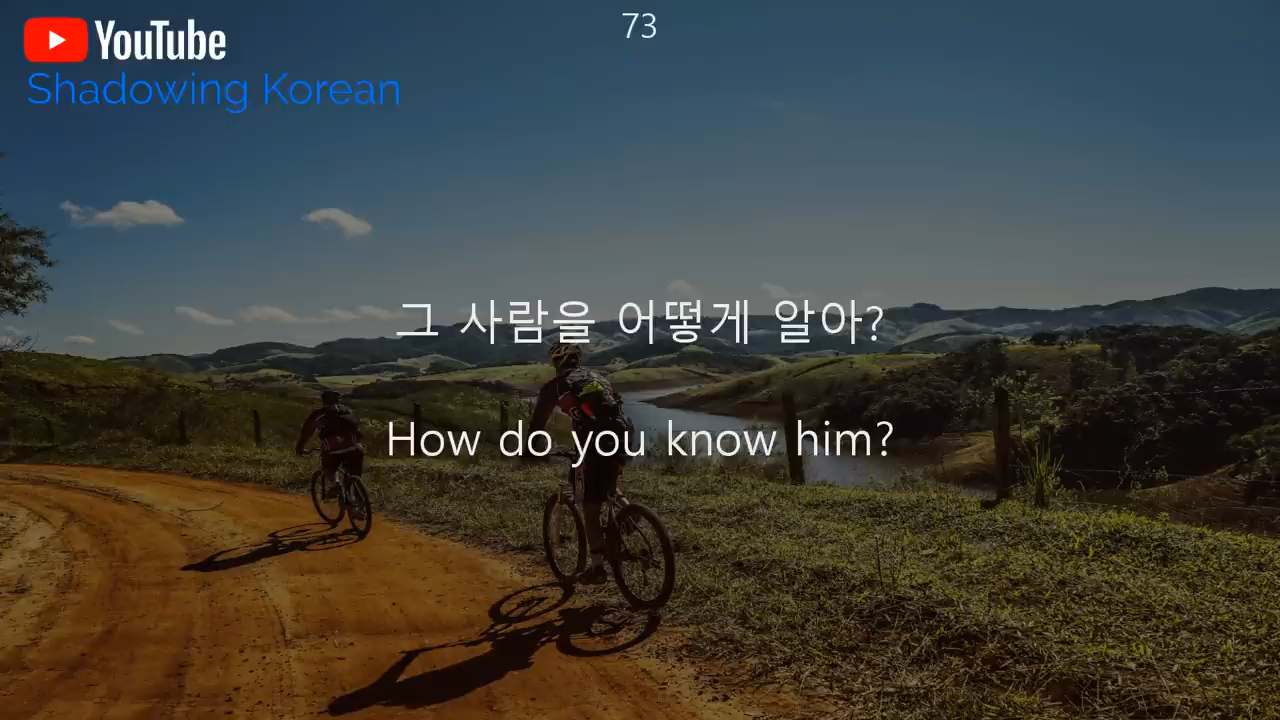 73
YouTube
Shadowing Korean
그 사람을 어떻게 알아?
How do you know him?